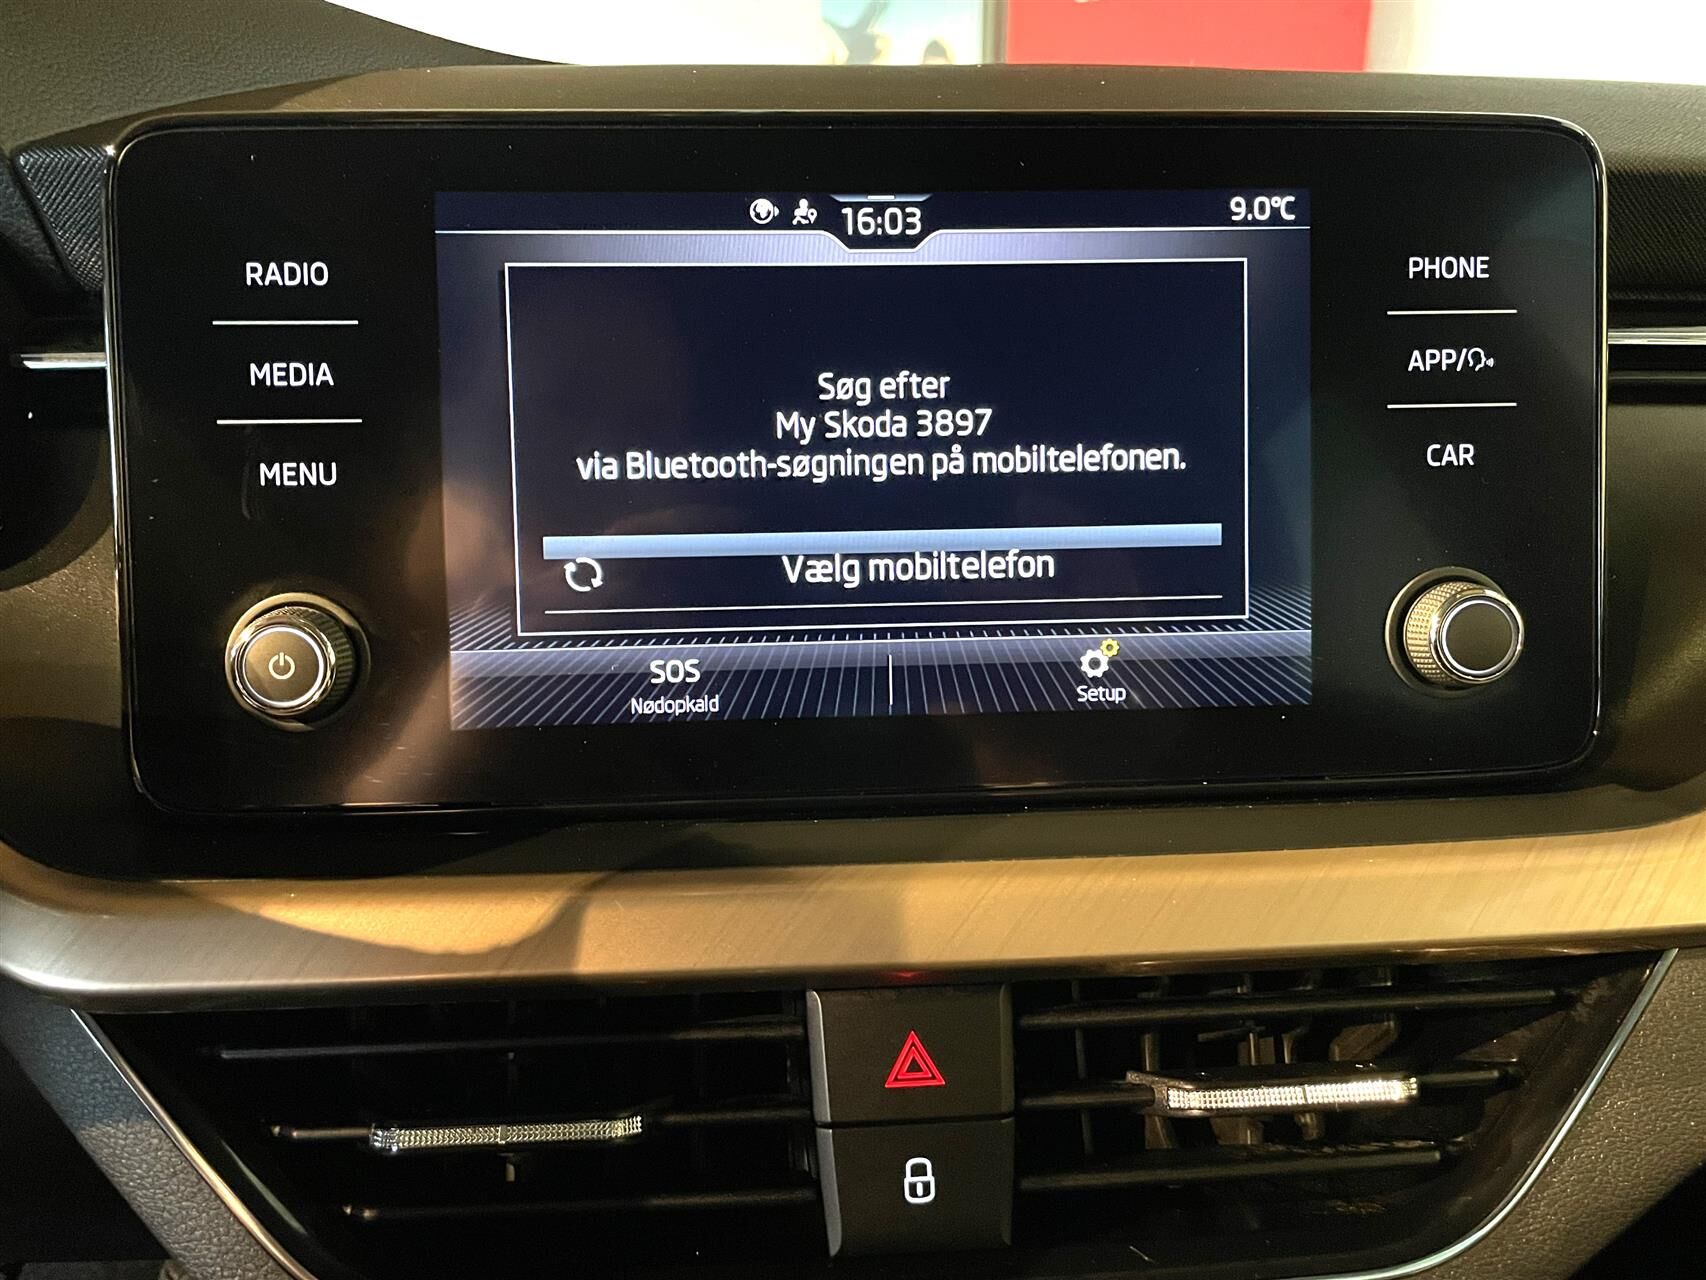 16:03
9.0°C
RADIO
MEDIA
MENU
Søg efter
My Skoda 3897
via Bluetooth-søgningen på mobiltelefonen.
Vælg mobiltelefon
SOS
Nødopkald
Setup
PHONE
APP/
CAR